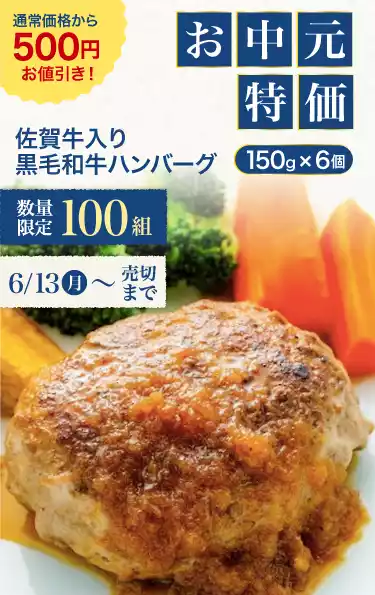 通常価格から
500円
お値引き！
お中元
特価
佐賀牛入り
黒毛和牛ハンバーグ
150g×6個
数量
限定
100組
6/13月〜
売切
まで